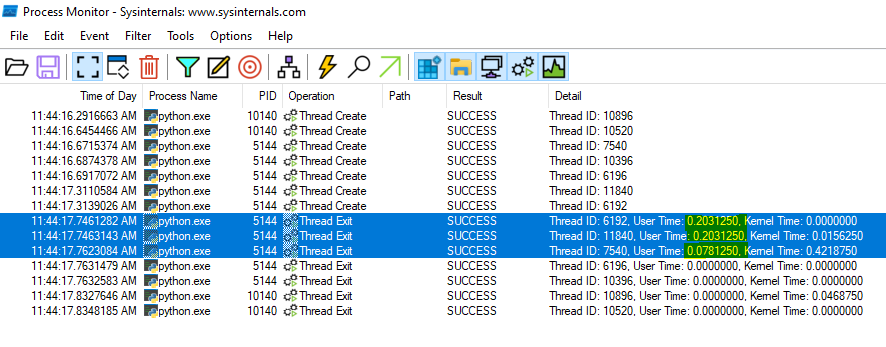 Process Monitor - Sysinternals: www.sysinternals.com
File Edit Event Filter Tools Options Help
Time of Day Process Name PID Operation Path Result Detail
11:44:16.2916663 AM python.exe 10140 Thread Create SUCCESS Thread ID: 10896
11:44:16.6454466 AM python.exe 10140 Thread Create SUCCESS Thread ID: 10520
11:44:16.6715374 AM python.exe 5144 Thread Create SUCCESS Thread ID: 7540
11:44:16.6874378 AM python.exe 5144 Thread Create SUCCESS Thread ID: 10396
11:44:16.6917072 AM python.exe 5144 Thread Create SUCCESS Thread ID: 6196
11:44:17.3110584 AM python.exe 5144 Thread Create SUCCESS Thread ID: 11840
11:44:17.3139026 AM python.exe 5144 Thread Create SUCCESS Thread ID: 6192
11:44:17.7461282 AM python.exe 5144 Thread Exit SUCCESS Thread ID: 6192, User Time: 0.2031250, Kernel Time: 0.0000000
11:44:17.7463143 AM python.exe 5144 Thread Exit SUCCESS Thread ID: 11840, User Time: 0.2031250, Kernel Time: 0.0156250
11:44:17.7623084 AM python.exe 5144 Thread Exit SUCCESS Thread ID: 7540, User Time: 0.0781250, Kernel Time: 0.4218750
11:44:17.7631479 AM python.exe 5144 Thread Exit SUCCESS Thread ID: 6196, User Time: 0.0000000, Kernel Time: 0.0000000
11:44:17.7632583 AM python.exe 5144 Thread Exit SUCCESS Thread ID: 10396, User Time: 0.0000000, Kernel Time: 0.0000000
11:44:17.8327646 AM python.exe 10140 Thread Exit SUCCESS Thread ID: 10896, User Time: 0.0000000, Kernel Time: 0.0468750
11:44:17.8348185 AM python.exe 10140 Thread Exit SUCCESS Thread ID: 10520, User Time: 0.0000000, Kernel Time: 0.0000000